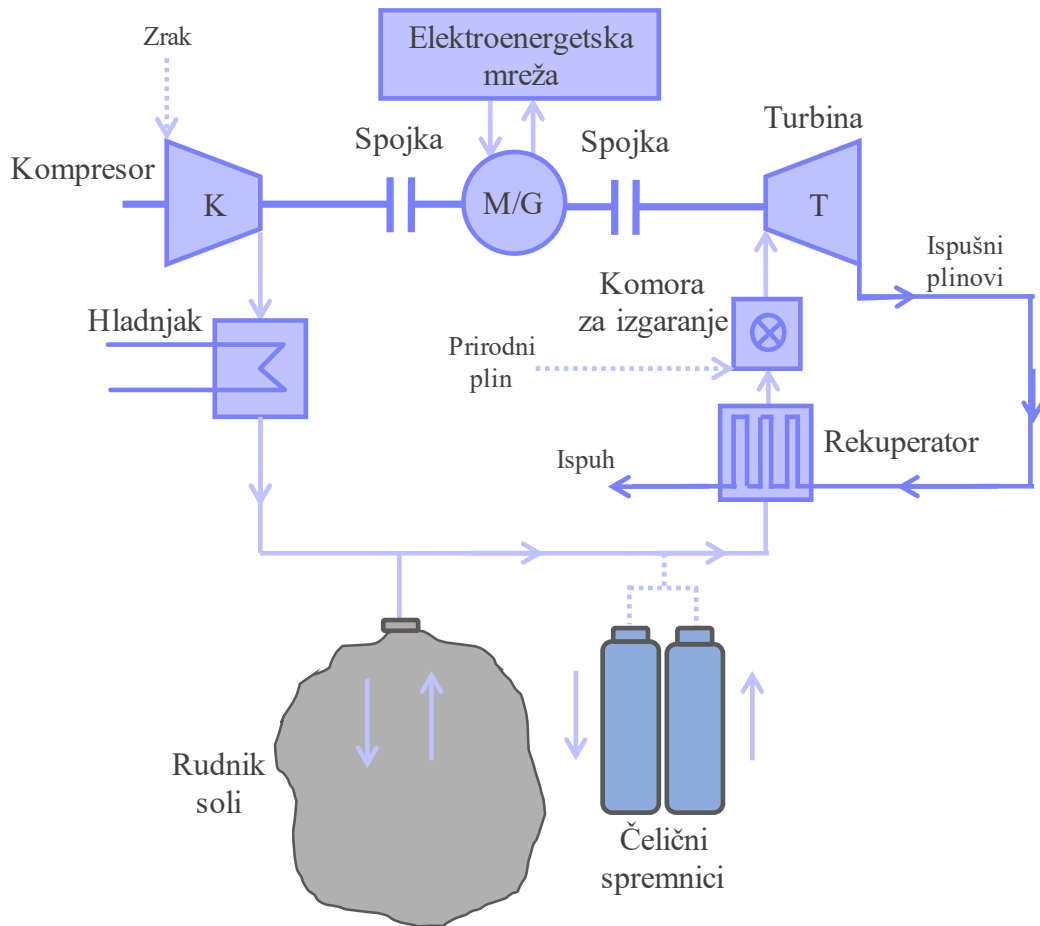 Zrak
Elektroenergetska
mreža
Kompresor
K
Spojka
M/G
Spojka
Turbina
T
Ispušni
plinovi
Hladnjak
Komora
za izgaranje
Prirodni
plin
Rekuperator
Ispuh
Rudnik
soli
Čelični
spremnici